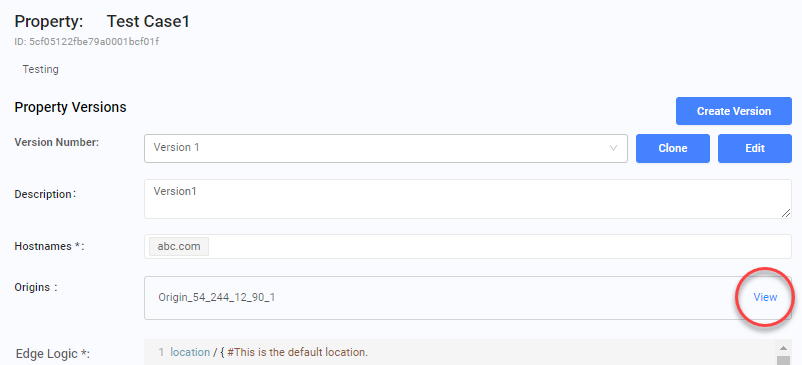 Property: Test Case1
ID: 5cf05122fbe79a0001bcf01f
Testing
Property Versions
Create Version
Version Number:
Version 1
Clone
Edit
Description:
Version1
Hostnames *:
abc.com
Origins :
Origin_54_244_12_90_1
View
Edge Logic *:
1 location / { #This is the default location.